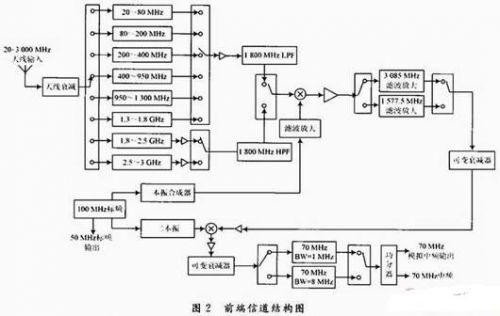 20-3 000 MHz
天线输入
天线衰减
20~80 MHz
80~200 MHz
200~400 MHz
400~950 MHz
950~1 300 MHz
1.3~1.8 GHz
1.8~2.5 GHz
2.5~3 GHz
1 800 MHz LPF
1 800 MHz HPF
滤波放大
3 085 MHz
滤波放大
1 577.5 MHz
滤波放大
可变衰减器
一本振合成器
100 MHz标频
50 MHz标频
输出
二本振
可变衰减器
70 MHz
BW=1 MHz
70 MHz
BW=8 MHz
功分器
70 MHz
模拟中频输出
70 MHz中频
图 2 前端信道结构图